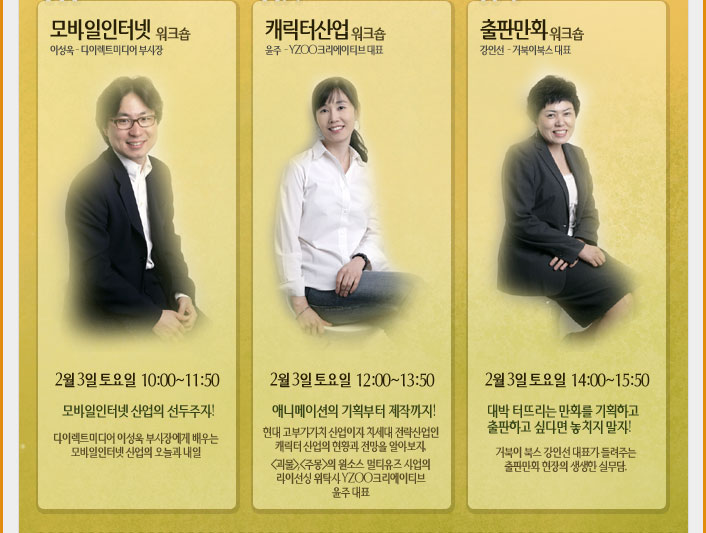 모바일인터넷 워크숍
이성욱 - 다이렉트미디어 부시장
2월 3일 토요일 10:00~11:50
모바일인터넷 산업의 선두주자!
다이렉트미디어 이성욱 부시장에게 배우는
모바일인터넷 산업의 오늘과 내일
캐릭터산업 워크숍
윤주 - YZOO크리에이티브 대표
2월 3일 토요일 12:00~13:50
애니메이션의 기획부터 제작까지!
현대 고부가가치 산업이자 차세대 전략산업인
캐릭터 산업의 현황과 전망을 알아보자.
<괴물><주몽>의 원소스 멀티유즈 사업의
라이선싱 위탁사, YZOO크리에이티브
윤주 대표
출판만화 워크숍
강인선 - 거북이북스 대표
2월 3일 토요일 14:00~15:50
대박 터뜨리는 만화를 기획하고
출판하고 싶다면 놓치지 말자!
거북이 북스 강인선 대표가 들려주는
출판만화 현장의 생생한 실무담.